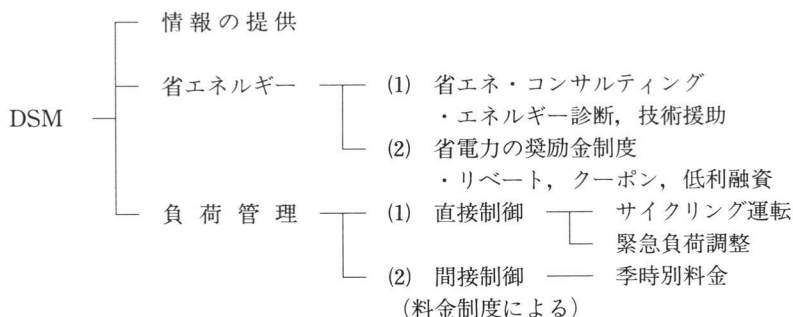 情報の提供
省エネルギー (1) 省エネ・コンサルティング
・エネルギー診断，技術援助
DSM
(2) 省電力の奨励金制度
・リベート，クーポン，低利融資
負荷管理 (1) 直接制御 サイクリング運転
緊急負荷調整
(2) 間接制御 季時別料金
(料金制度による)